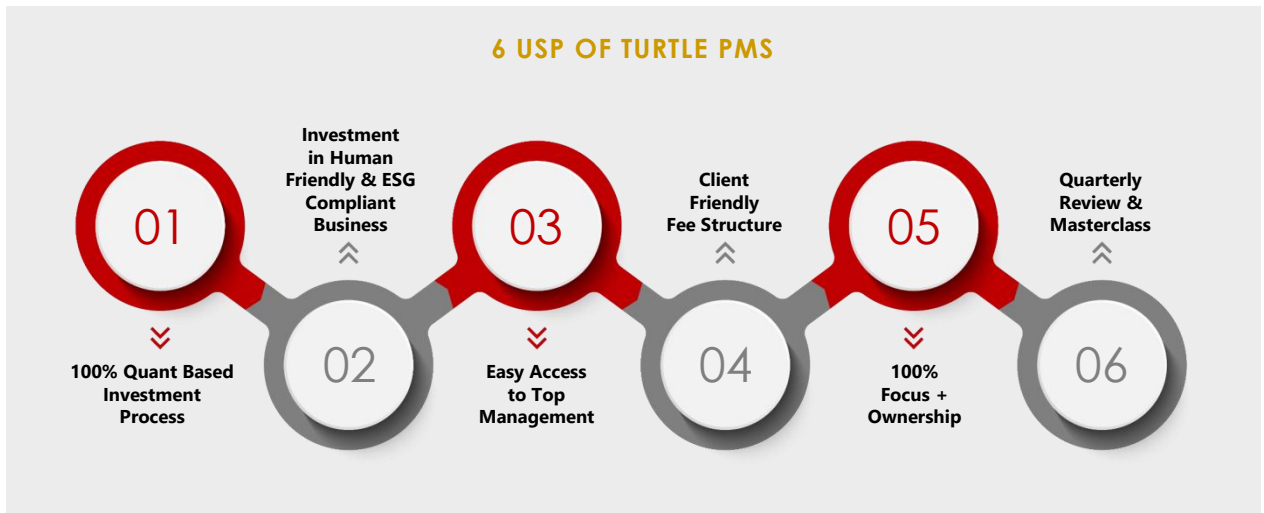 6 USP OF TURTLE PMS
01
100% Quant Based
Investment
Process
Investment
in Human
Friendly & ESG
Compliant
Business
02
03
Easy Access
to Top
Management
Client
Friendly
Fee Structure
04
05
100%
Focus +
Ownership
Quarterly
Review &
Masterclass
06